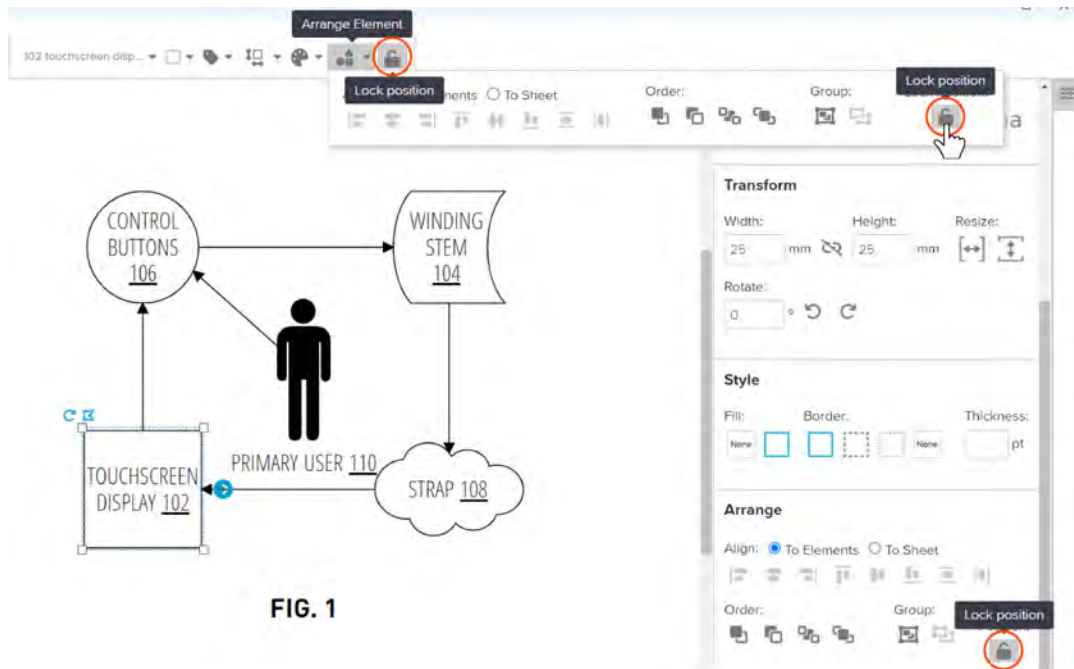 Arrange Element
102 touchscreen disp...
Lock position
Lock position
To Sheet
Order:
Group:
CONTROL
BUTTONS
106
WINDING
STEM
104
TOUCHSCREEN
DISPLAY 102
PRIMARY USER 110
STRAP 108
FIG. 1
Transform
Width:
Height:
Resize:
25 mm
25 mm
Rotate:
0 °
Style
Fill:
Border:
Thickness:
None
None
pt
Arrange
Align: To Elements To Sheet
Order:
Group:
Lock position